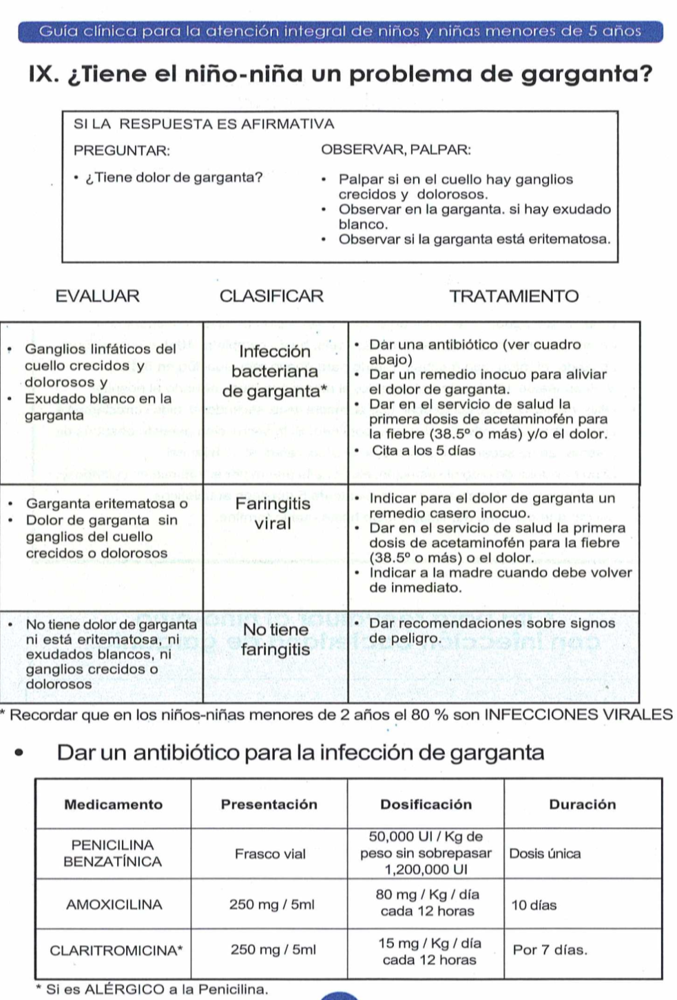 Guía clínica para la atención integral de niños y niñas menores de 5 años
IX. ¿Tiene el niño-niña un problema de garganta?
SI LA RESPUESTA ES AFIRMATIVA
PREGUNTAR:
• ¿Tiene dolor de garganta?
OBSERVAR, PALPAR:
• Palpar si en el cuello hay ganglios
crecidos y dolorosos.
• Observar en la garganta. si hay exudado
blanco.
• Observar si la garganta está eritematosa.
EVALUAR
CLASIFICAR
TRATAMIENTO
• Ganglios linfáticos del
cuello crecidos y
dolorosos y
• Exudado blanco en la
garganta
Infección
bacteriana
de garganta*
• Dar una antibiótico (ver cuadro
abajo)
• Dar un remedio inocuo para aliviar
el dolor de garganta.
• Dar en el servicio de salud la
primera dosis de acetaminofén para
la fiebre (38.5º o más) y/o el dolor.
• Cita a los 5 días
• Garganta eritematosa o
• Dolor de garganta sin
ganglios del cuello
crecidos o dolorosos
Faringitis
viral
• Indicar para el dolor de garganta un
remedio casero inocuo.
• Dar en el servicio de salud la primera
dosis de acetaminofén para la fiebre
(38.5º o más) o el dolor.
• Indicar a la madre cuando debe volver
de inmediato.
• No tiene dolor de garganta
ni está eritematosa, ni
exudados blancos, ni
ganglios crecidos o
dolorosos
No tiene
faringitis
• Dar recomendaciones sobre signos
de peligro.
* Recordar que en los niños-niñas menores de 2 años el 80 % son INFECCIONES VIRALES
• Dar un antibiótico para la infección de garganta
Medicamento
Presentación
Dosificación
Duración
PENICILINA
BENZATÍNICA
Frasco vial
50,000 UI / Kg de
peso sin sobrepasar
1,200,000 UI
Dosis única
AMOXICILINA
250 mg / 5ml
80 mg / Kg / día
cada 12 horas
10 días
CLARITROMICINA*
250 mg / 5ml
15 mg / Kg / día
cada 12 horas
Por 7 días.
* Si es ALÉRGICO a la Penicilina.